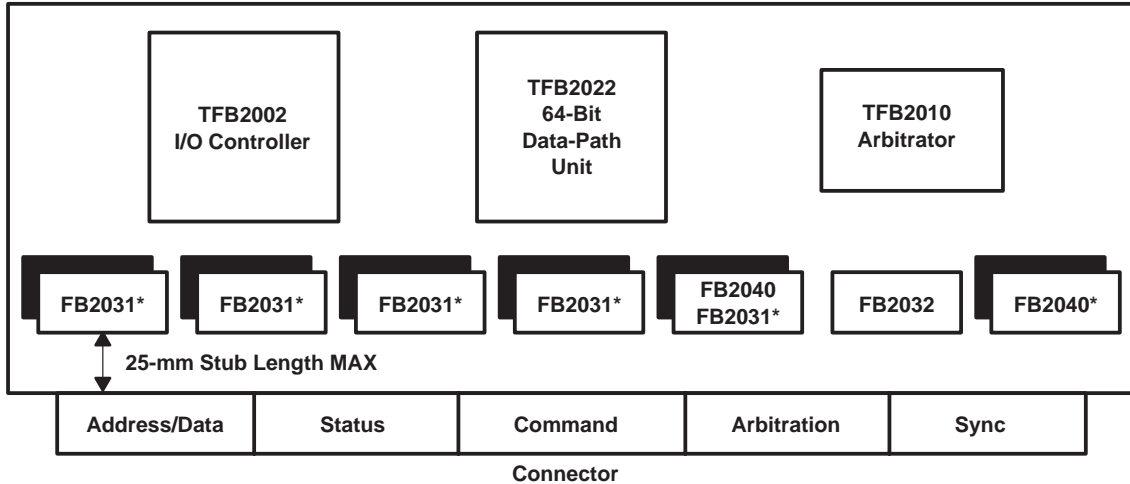 TFB2002
I/O Controller
TFB2022
64-Bit
Data-Path
Unit
TFB2010
Arbitrator
FB2031*
FB2031*
FB2031*
FB2031*
FB2040
FB2031*
FB2032
FB2040*
25-mm Stub Length MAX
Address/Data
Status
Command
Arbitration
Sync
Connector